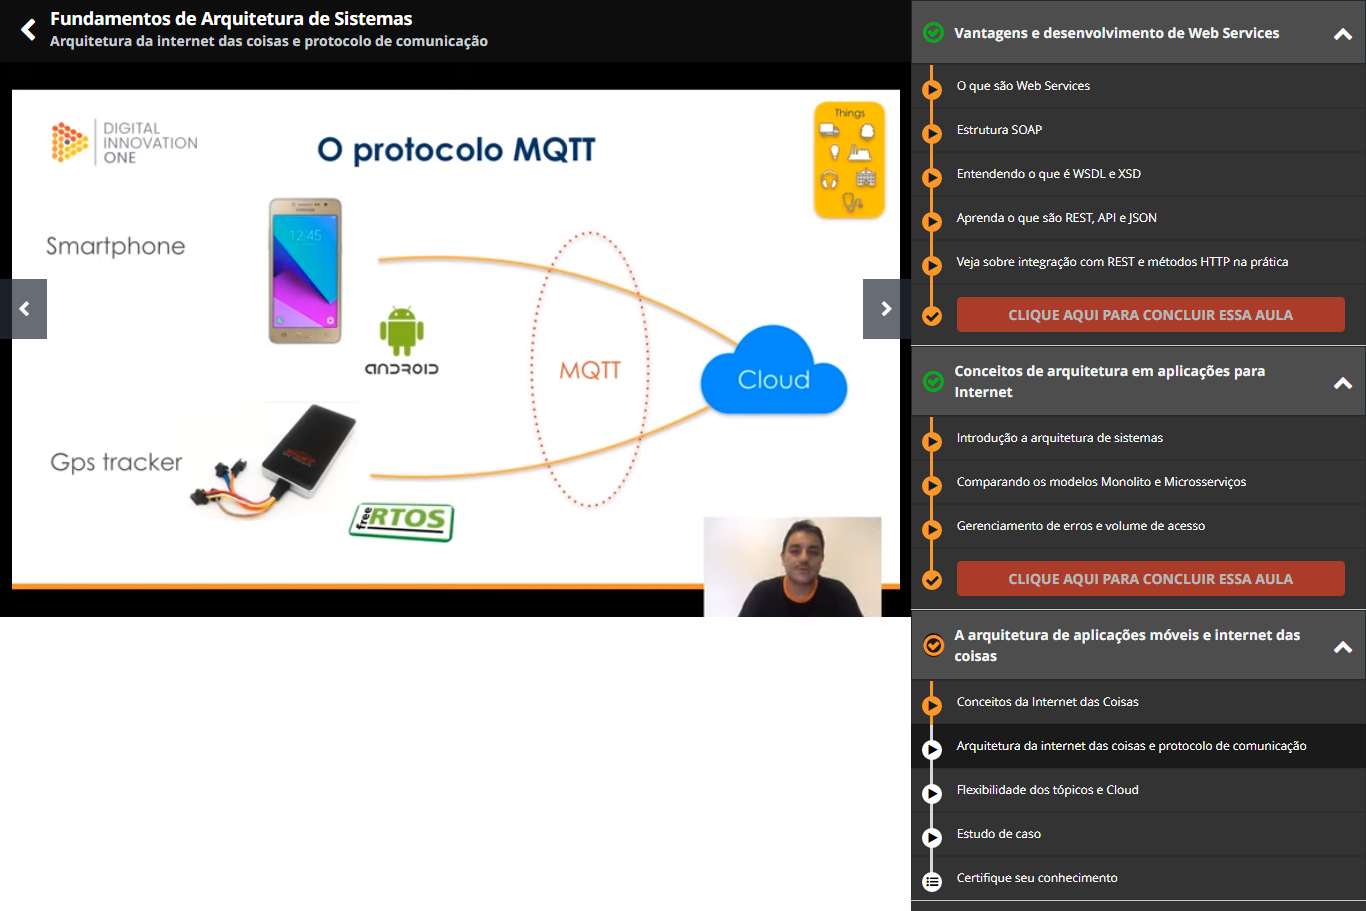 Fundamentos de Arquitetura de Sistemas
Arquitetura da internet das coisas e protocolo de comunicação
DIGITAL
INNOVATION
ONE
O protocolo MQTT
Things
Smartphone
12:45
ANDROID
MQTT
Cloud
Gps tracker
free RTOS
Vantagens e desenvolvimento de Web Services
O que são Web Services
Estrutura SOAP
Entendendo o que é WSDL e XSD
Aprenda o que são REST, API e JSON
Veja sobre integração com REST e métodos HTTP na prática
CLIQUE AQUI PARA CONCLUIR ESSA AULA
Conceitos de arquitetura em aplicações para
Internet
Introdução a arquitetura de sistemas
Comparando os modelos Monolito e Microsserviços
Gerenciamento de erros e volume de acesso
CLIQUE AQUI PARA CONCLUIR ESSA AULA
A arquitetura de aplicações móveis e internet das
coisas
Conceitos da Internet das Coisas
Arquitetura da internet das coisas e protocolo de comunicação
Flexibilidade dos tópicos e Cloud
Estudo de caso
Certifique seu conhecimento